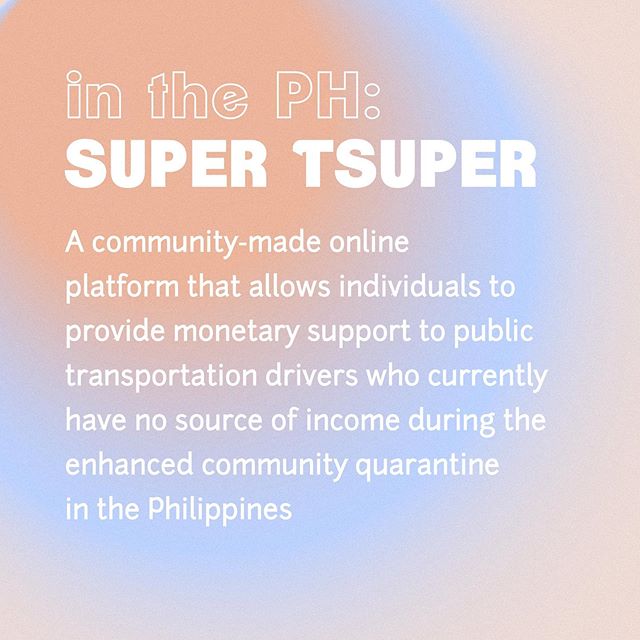 in the PH:
SUPER TSUPER
A community-made online
platform that allows individuals to
provide monetary support to public
transportation drivers who currently
have no source of income during the
enhanced community quarantine
in the Philippines